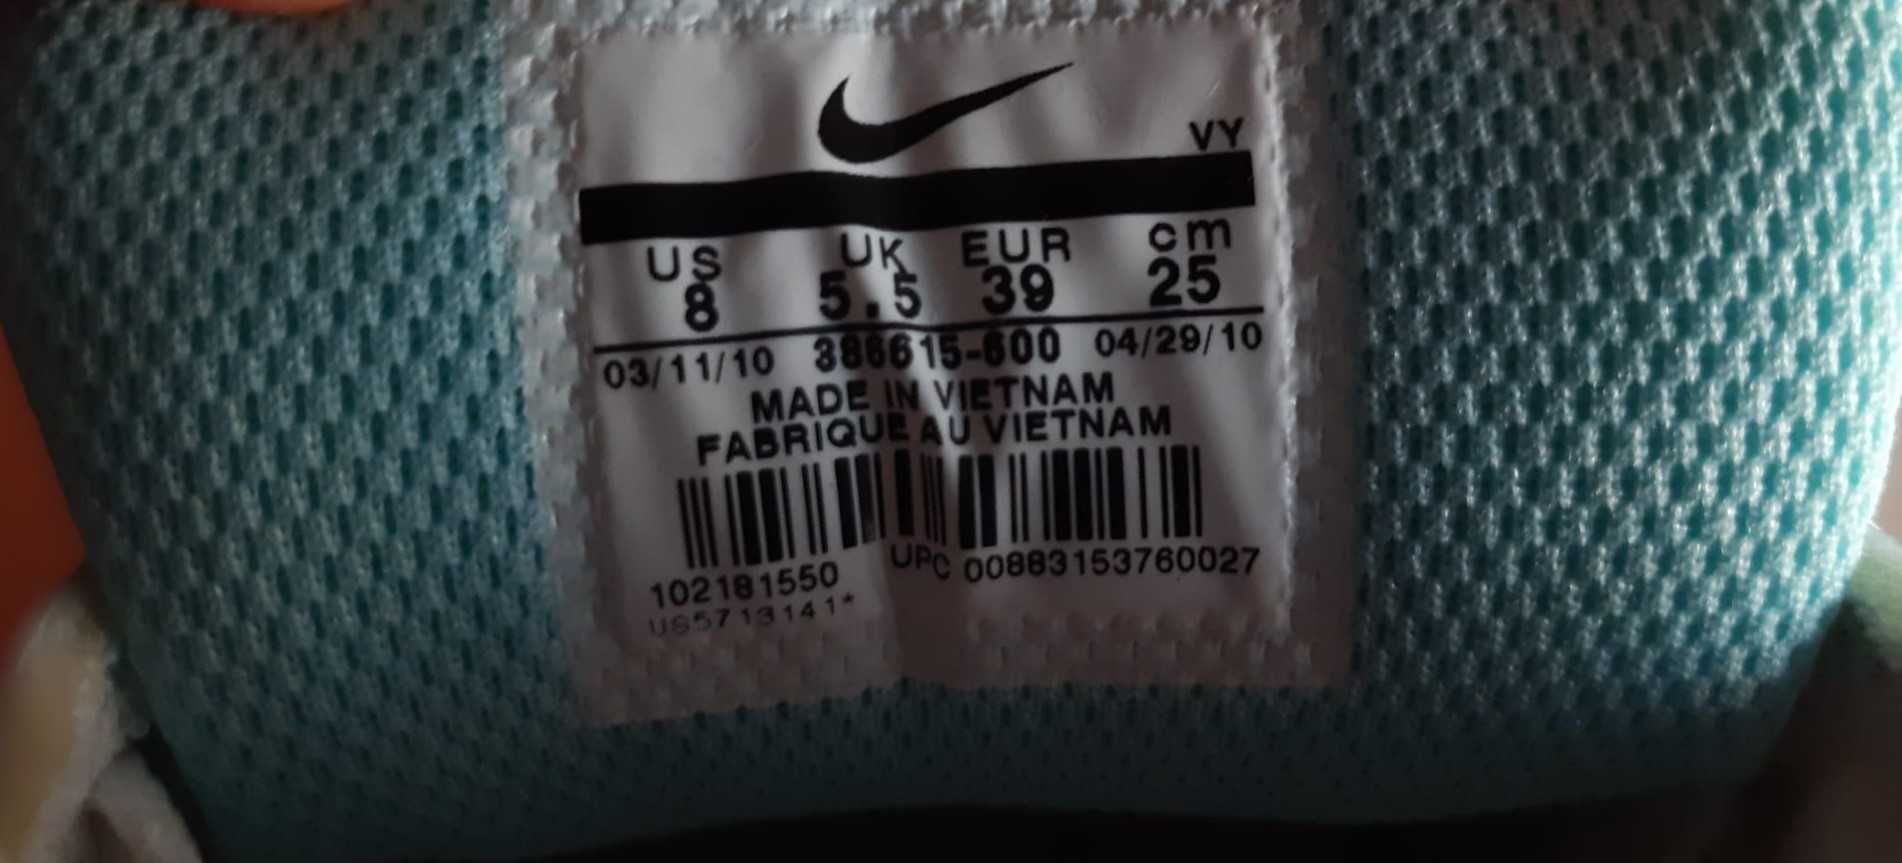 VY
US UK EUR cm
8 5.5 39 25
03/11/10 386615-600 04/29/10
MADE IN VIETNAM
FABRIQUE AU VIETNAM
102181550 UPC 00883153760027
US5713141*